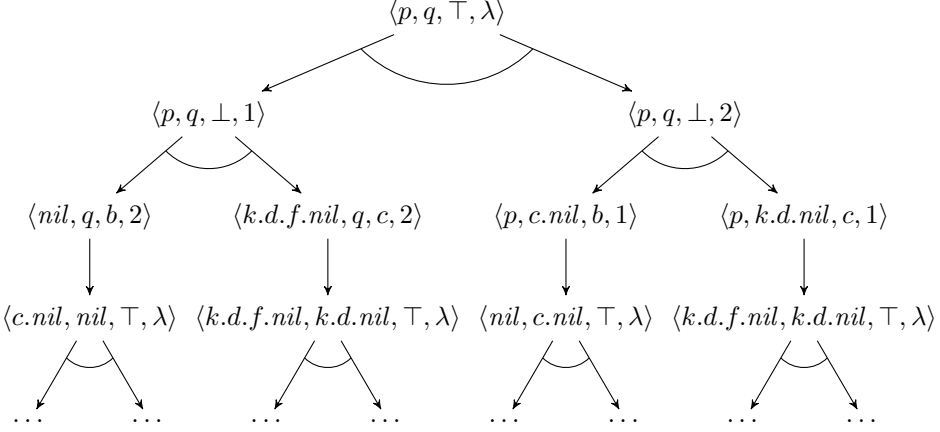 ⟨p, q, ⊤, λ⟩
⟨p, q, ⊥, 1⟩ ⟨p, q, ⊥, 2⟩
⟨nil, q, b, 2⟩ ⟨k.d.f.nil, q, c, 2⟩ ⟨p, c.nil, b, 1⟩ ⟨p, k.d.nil, c, 1⟩
⟨c.nil, nil, ⊤, λ⟩ ⟨k.d.f.nil, k.d.nil, ⊤, λ⟩ ⟨nil, c.nil, ⊤, λ⟩ ⟨k.d.f.nil, k.d.nil, ⊤, λ⟩
... ... ... ... ... ... ... ...